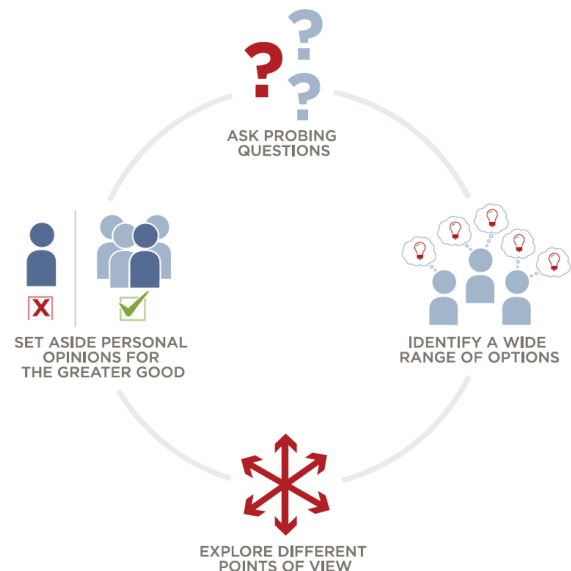 ASK PROBING
QUESTIONS
SET ASIDE PERSONAL
OPINIONS FOR
THE GREATER GOOD
IDENTIFY A WIDE
RANGE OF OPTIONS
EXPLORE DIFFERENT
POINTS OF VIEW